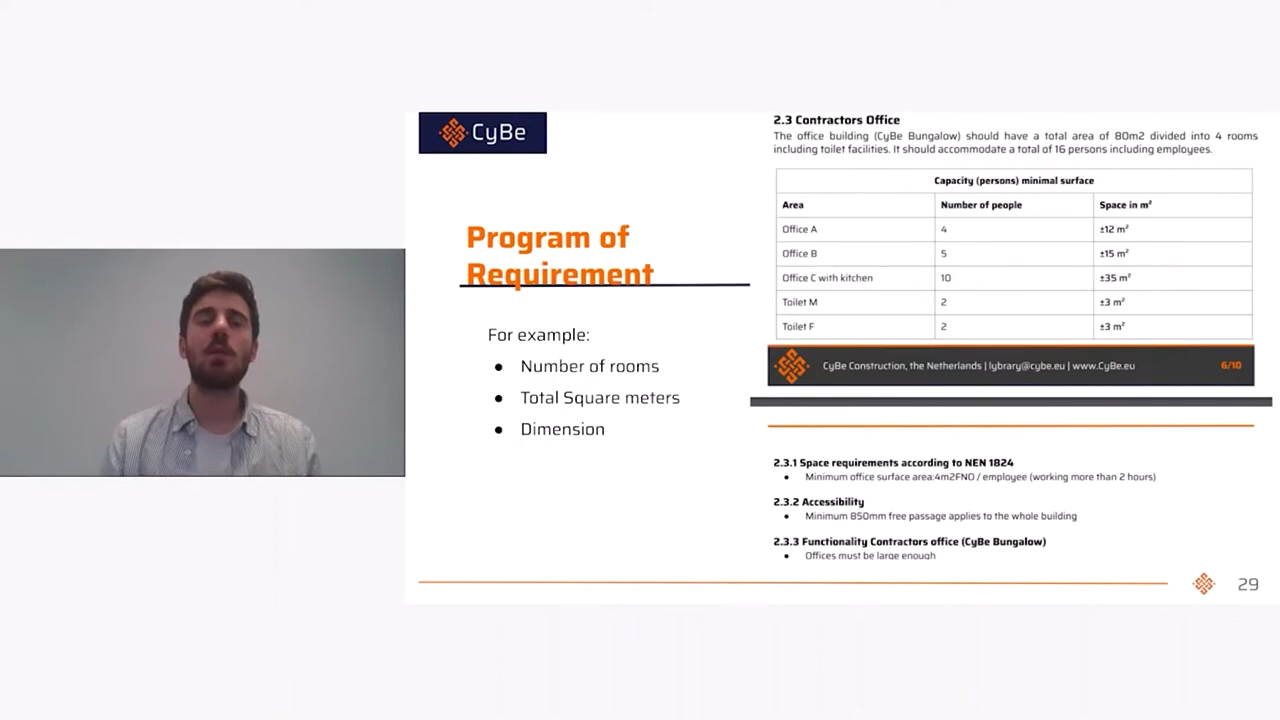 CyBe
Program of
Requirement
For example:
● Number of rooms
● Total Square meters
● Dimension
2.3 Contractors Office
The office building (CyBe Bungalow) should have a total area of 80m2 divided into 4 rooms
including toilet facilities. It should accommodate a total of 16 persons including employees.
Capacity (persons) minimal surface
Area Number of people Space in m²
Office A 4 ±12 m²
Office B 5 ±15 m²
Office C with kitchen 10 ±35 m²
Toilet M 2 ±3 m²
Toilet F 2 ±3 m²
CyBe Construction, the Netherlands | lybrary@cybe.eu | www.CyBe.eu 6/10
2.3.1 Space requirements according to NEN 1824
● Minimum office surface area:4m2FNO / employee (working more than 2 hours)
2.3.2 Accessibility
● Minimum 850mm free passage applies to the whole building
2.3.3 Functionality Contractors office (CyBe Bungalow)
● Offices must be large enough
29